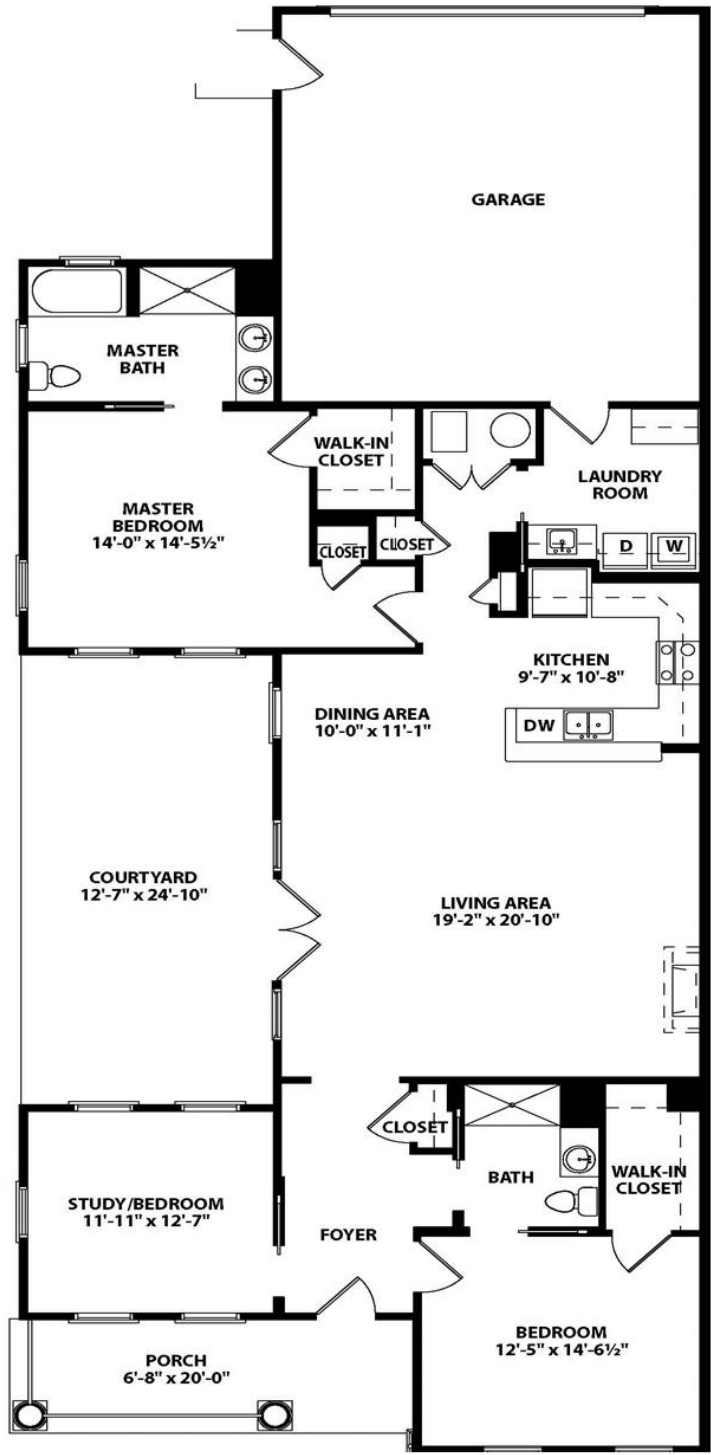 GARAGE
MASTER
BATH
WALK-IN
CLOSET
LAUNDRY
ROOM
MASTER
BEDROOM
14'-0" x 14'-5½"
CLOSET
CLOSET
D
W
KITCHEN
9'-7" x 10'-8"
DINING AREA
10'-0" x 11'-1"
DW
COURTYARD
12'-7" x 24'-10"
LIVING AREA
19'-2" x 20'-10"
CLOSET
BATH
WALK-IN
CLOSET
STUDY/BEDROOM
11'-11" x 12'-7"
FOYER
BEDROOM
12'-5" x 14'-6½"
PORCH
6'-8" x 20'-0"